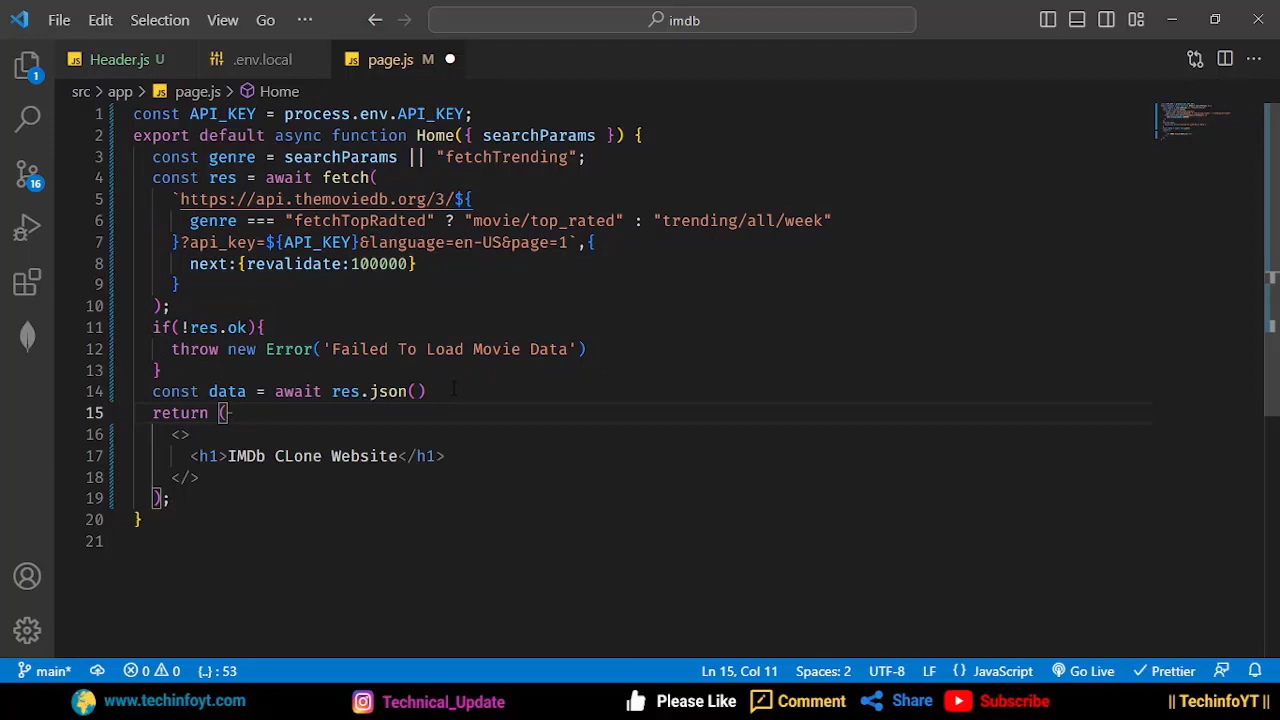 File Edit Selection View Go ··· imdb
Header.js U .env.local page.js M
src > app > page.js > Home
1 const API_KEY = process.env.API_KEY;
2 export default async function Home({ searchParams }) {
3 const genre = searchParams || "fetchTrending";
4 const res = await fetch(
5 `https://api.themoviedb.org/3/${
6 genre === "fetchTopRadted" ? "movie/top_rated" : "trending/all/week"
7 }?api_key=${API_KEY}&language=en-US&page=1`,{
8 next:{revalidate:100000}
9 }
10 );
11 if(!res.ok){
12 throw new Error('Failed To Load Movie Data')
13 }
14 const data = await res.json()
15 return (
16 <>
17 <h1>IMDb CLone Website</h1>
18 </>
19 );
20 }
21
1
16
main* 0 0 {..} : 53 Ln 15, Col 11 Spaces: 2 UTF-8 LF {} JavaScript Go Live Prettier
www.techinfoyt.com Technical_Update Please Like Comment Share Subscribe || TechinfoYT ||